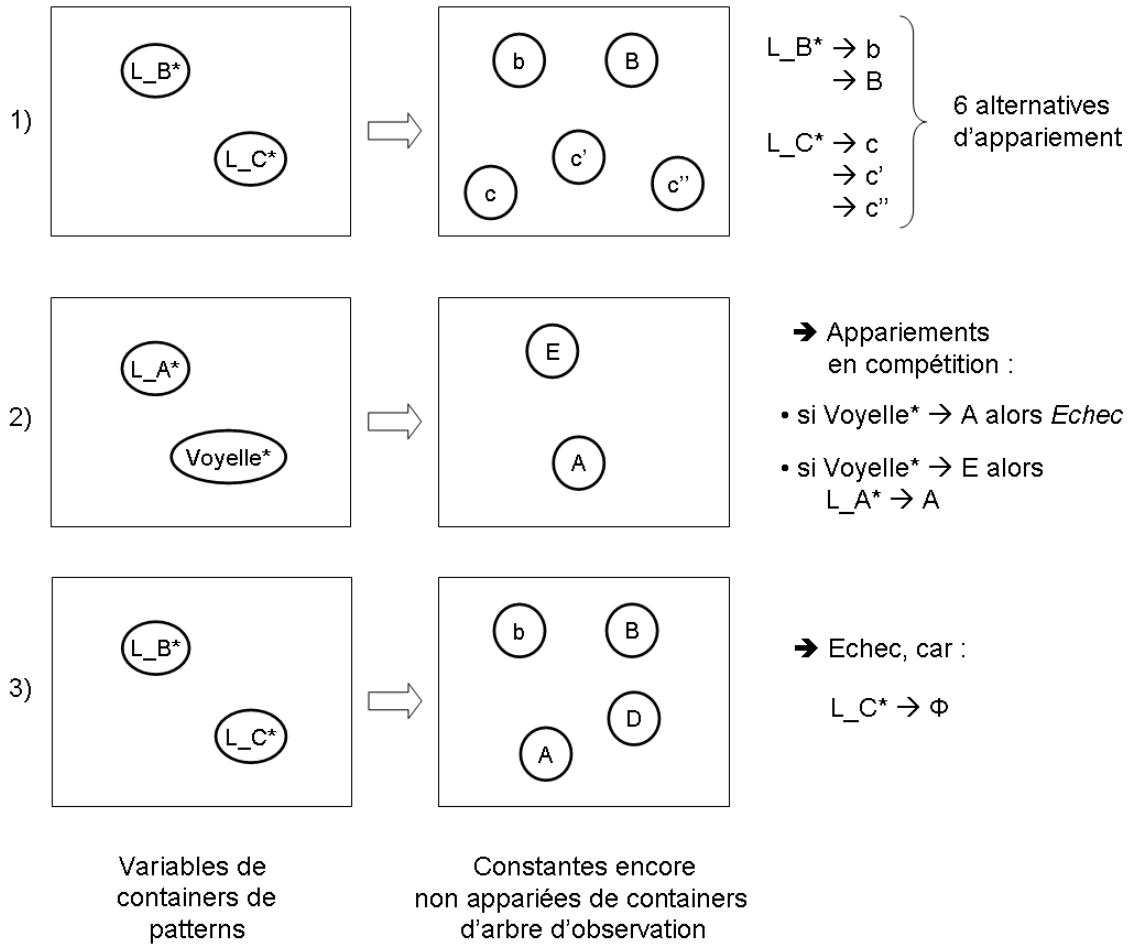 1)
L_B*
L_C*
b
B
c
c’
c’’
L_B* → b
→ B
L_C* → c
→ c’
→ c’’
6 alternatives
d’appariement
2)
L_A*
Voyelle*
E
A
➔ Appariements
en compétition :
• si Voyelle* → A alors Echec
• si Voyelle* → E alors
L_A* → A
3)
L_B*
L_C*
b
B
D
A
➔ Echec, car :
L_C* → Φ
Variables de
containers de
patterns
Constantes encore
non appariées de containers
d’arbre d’observation